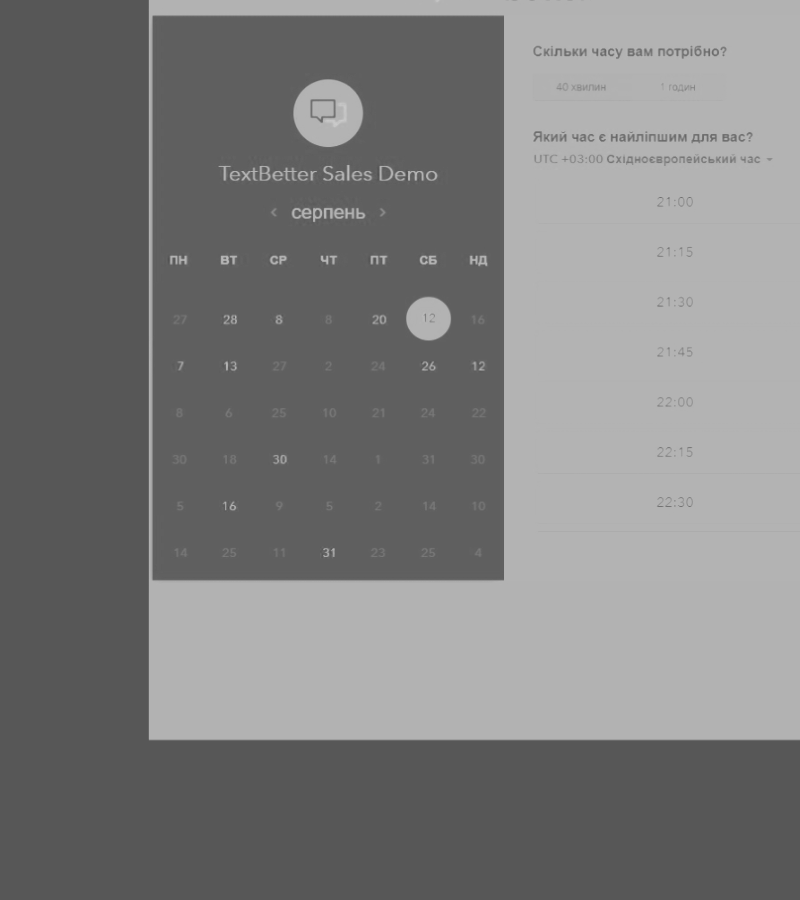 TextBetter Sales Demo
серпень
ПН ВТ СР ЧТ ПТ СБ НД
27 28 8 8 20 12 16
7 13 27 2 24 26 12
8 6 25 10 21 24 22
30 18 30 14 1 31 30
5 16 9 5 2 14 10
14 25 11 31 23 25 4
Скільки часу вам потрібно?
40 хвилин 1 годин
Який час є найліпшим для вас?
UTC +03:00 Східноєвропейський час
21:00
21:15
21:30
21:45
22:00
22:15
22:30